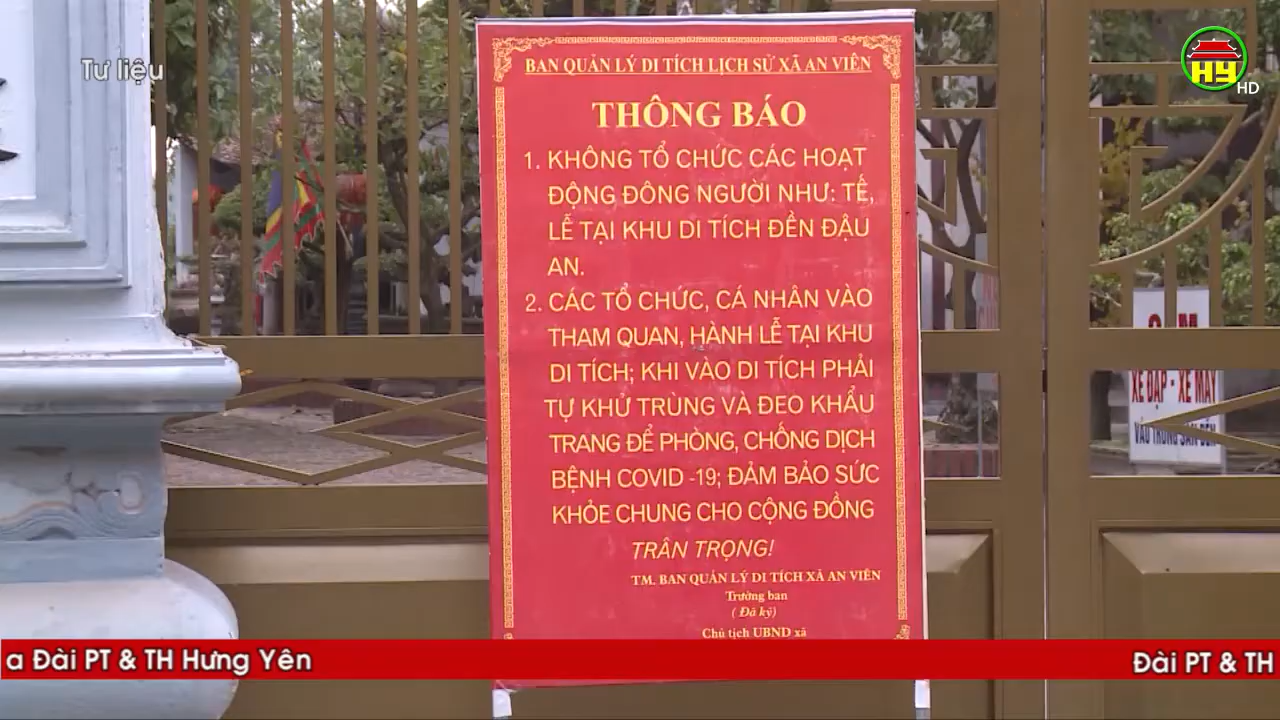 Tư liệu
HY
HD
BAN QUẢN LÝ DI TÍCH LỊCH SỬ XÃ AN VIÊN
THÔNG BÁO
1. KHÔNG TỔ CHỨC CÁC HOẠT
ĐỘNG ĐÔNG NGƯỜI NHƯ: TẾ,
LỄ TẠI KHU DI TÍCH ĐỀN ĐẬU
AN.
2. CÁC TỔ CHỨC, CÁ NHÂN VÀO
THAM QUAN, HÀNH LỄ TẠI KHU
DI TÍCH; KHI VÀO DI TÍCH PHẢI
TỰ KHỬ TRÙNG VÀ ĐEO KHẨU
TRANG ĐỂ PHÒNG, CHỐNG DỊCH
BỆNH COVID -19; ĐẢM BẢO SỨC
KHỎE CHUNG CHO CỘNG ĐỒNG
TRÂN TRỌNG!
TM. BAN QUẢN LÝ DI TÍCH XÃ AN VIÊN
Trưởng ban
( Đã ký)
Chủ tịch UBND xã
XE ĐẠP - XE MÁY
a Đài PT & TH Hưng Yên
Đài PT & TH